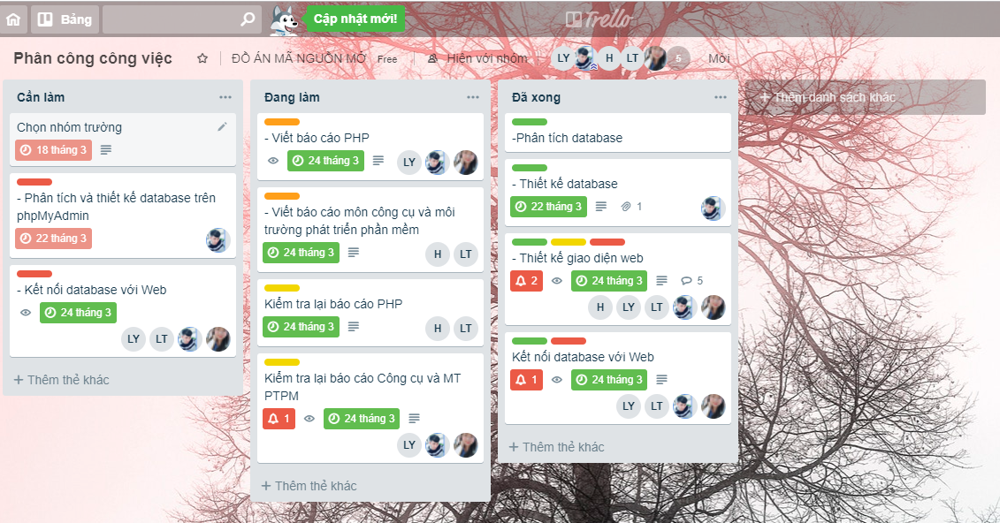 Bảng
Cập nhật mới!
Trello
Phân công công việc
ĐỒ ÁN MÃ NGUỒN MỞ
Free
Hiện với nhóm
LY
H
LT
5
Mời
Cần làm
Chọn nhóm trưởng
18 tháng 3
- Phân tích và thiết kế database trên
phpMyAdmin
22 tháng 3
- Kết nối database với Web
24 tháng 3
LY LT
+ Thêm thẻ khác
Đang làm
- Viết báo cáo PHP
24 tháng 3
LY
- Viết báo cáo môn công cụ và môi
trường phát triển phần mềm
24 tháng 3
H LT
Kiểm tra lại báo cáo PHP
24 tháng 3
H LT
Kiểm tra lại báo cáo Công cụ và MT
PTPM
1 24 tháng 3
LY
+ Thêm thẻ khác
Đã xong
-Phân tích database
- Thiết kế database
22 tháng 3 1
- Thiết kế giao diện web
2 24 tháng 3 5
H LY LT
Kết nối database với Web
1 24 tháng 3
LY LT
+ Thêm thẻ khác
+ Thêm danh sách khác